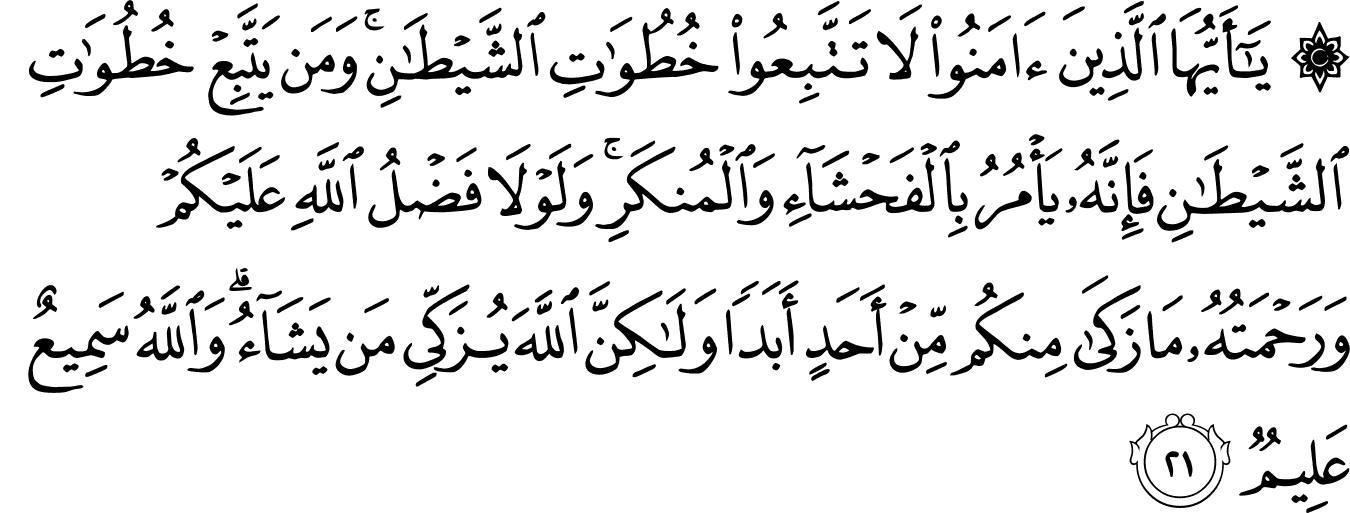 ۞ يَـٰٓأَيُّهَا ٱلَّذِينَ ءَامَنُوا۟ لَا تَتَّبِعُوا۟ خُطُوَٰتِ ٱلشَّيْطَـٰنِ ۚ وَمَن يَتَّبِعْ خُطُوَٰتِ
ٱلشَّيْطَـٰنِ فَإِنَّهُۥ يَأْمُرُ بِٱلْفَحْشَآءِ وَٱلْمُنكَرِ ۚ وَلَوْلَا فَضْلُ ٱللَّهِ عَلَيْكُمْ
وَرَحْمَتُهُۥ مَا زَكَىٰ مِنكُم مِّنْ أَحَدٍ أَبَدًا وَلَـٰكِنَّ ٱللَّهَ يُزَكِّى مَن يَشَآءُ ۗ وَٱللَّهُ سَمِيعٌ
عَلِيمٌ ٢١